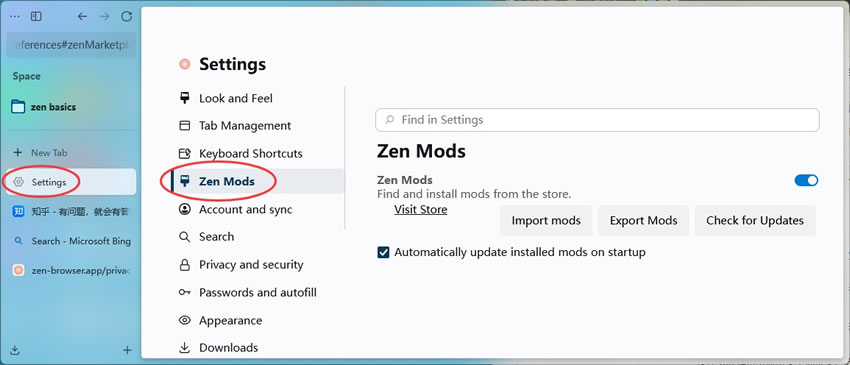 eferences#zenMarketpl
Space
zen basics
New Tab
Settings
知乎 - 有问题，就会有答
Search - Microsoft Bing
zen-browser.app/privac
Settings
Look and Feel
Tab Management
Keyboard Shortcuts
Zen Mods
Account and sync
Search
Privacy and security
Passwords and autofill
Appearance
Downloads
Find in Settings
Zen Mods
Zen Mods
Find and install mods from the store.
Visit Store
Import mods
Export Mods
Check for Updates
Automatically update installed mods on startup